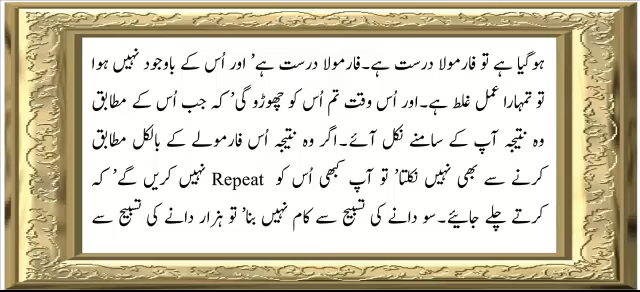 ہوگیا ہے تو فارمولا درست ہے۔فارمولا درست ہے’ اور اُس کے باوجود نہیں ہوا
تو تمہارا عمل غلط ہے۔اور اُس وقت تم اُس کو چھوڑو گی’ کہ جب اُس کے مطابق
وہ نتیجہ آپ کے سامنے نکل آئے۔اگر وہ نتیجہ اُس فارمولے کے بالکل مطابق
کرنے سے بھی نہیں نکلتا’ تو آپ کبھی اُس کو Repeat نہیں کریں گے’ کہ
کرتے چلے جائیے۔سو دانے کی تسبیح سے کام نہیں بنا’ تو ہزار دانے کی تسبیح سے